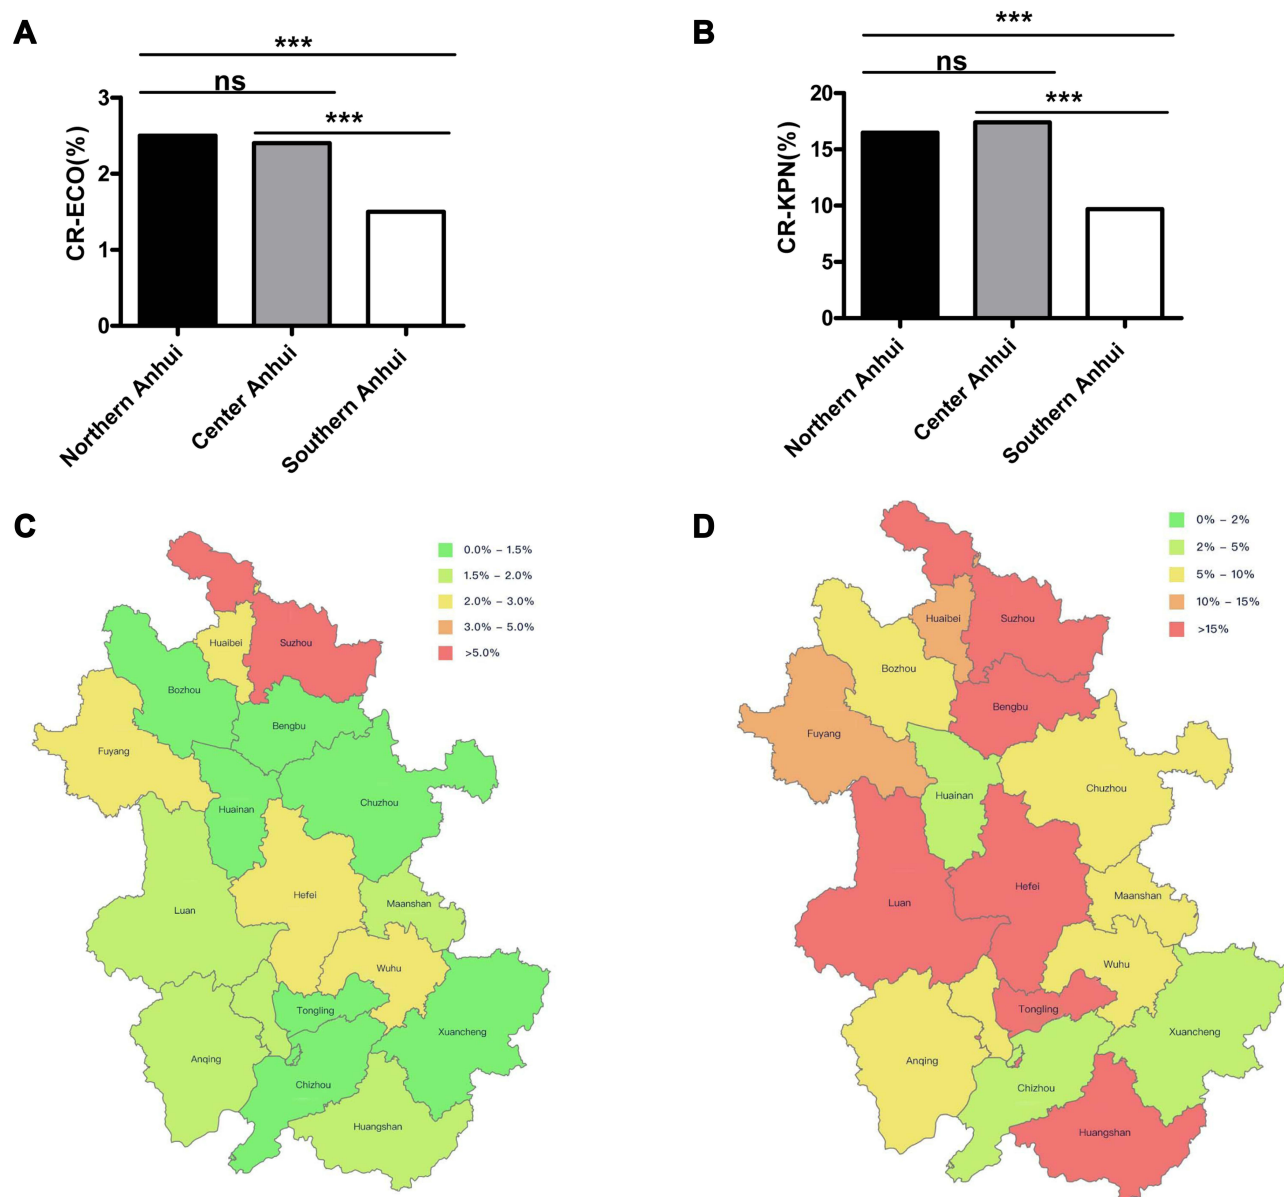 A
***
ns
***
3
2
1
0
CR-ECO(%)
Northern Anhui
Center Anhui
Southern Anhui
B
***
ns
***
20
15
10
5
0
CR-KPN(%)
Northern Anhui
Center Anhui
Southern Anhui
C
0.0% – 1.5%
1.5% – 2.0%
2.0% – 3.0%
3.0% – 5.0%
>5.0%
Huaibei
Suzhou
Bozhou
Bengbu
Fuyang
Huainan
Chuzhou
Hefei
Luan
Maanshan
Wuhu
Tongling
Xuancheng
Anqing
Chizhou
Huangshan
D
0% – 2%
2% – 5%
5% – 10%
10% – 15%
>15%
Huaibei
Suzhou
Bozhou
Bengbu
Fuyang
Huainan
Chuzhou
Hefei
Luan
Maanshan
Wuhu
Tongling
Xuancheng
Anqing
Chizhou
Huangshan